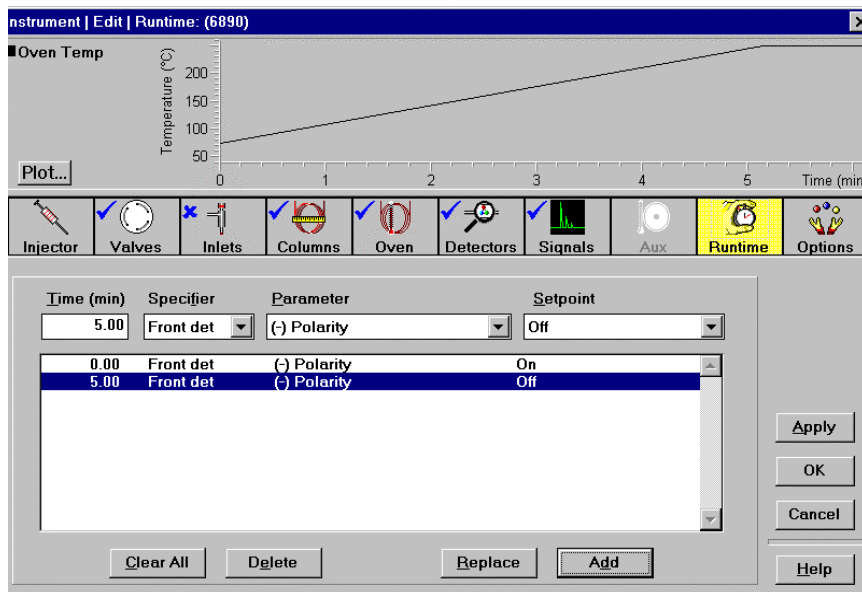 nstrument | Edit | Runtime: (6890)
Oven Temp
Temperature (°C)
200
150
100
50
Plot...
0 1 2 3 4 5 Time (min
Injector Valves Inlets Columns Oven Detectors Signals Aux Runtime Options
Time (min) Specifier Parameter Setpoint
5.00 Front det (-) Polarity Off
0.00 Front det (-) Polarity On
5.00 Front det (-) Polarity Off
Apply
OK
Cancel
Clear All Delete Replace Add
Help